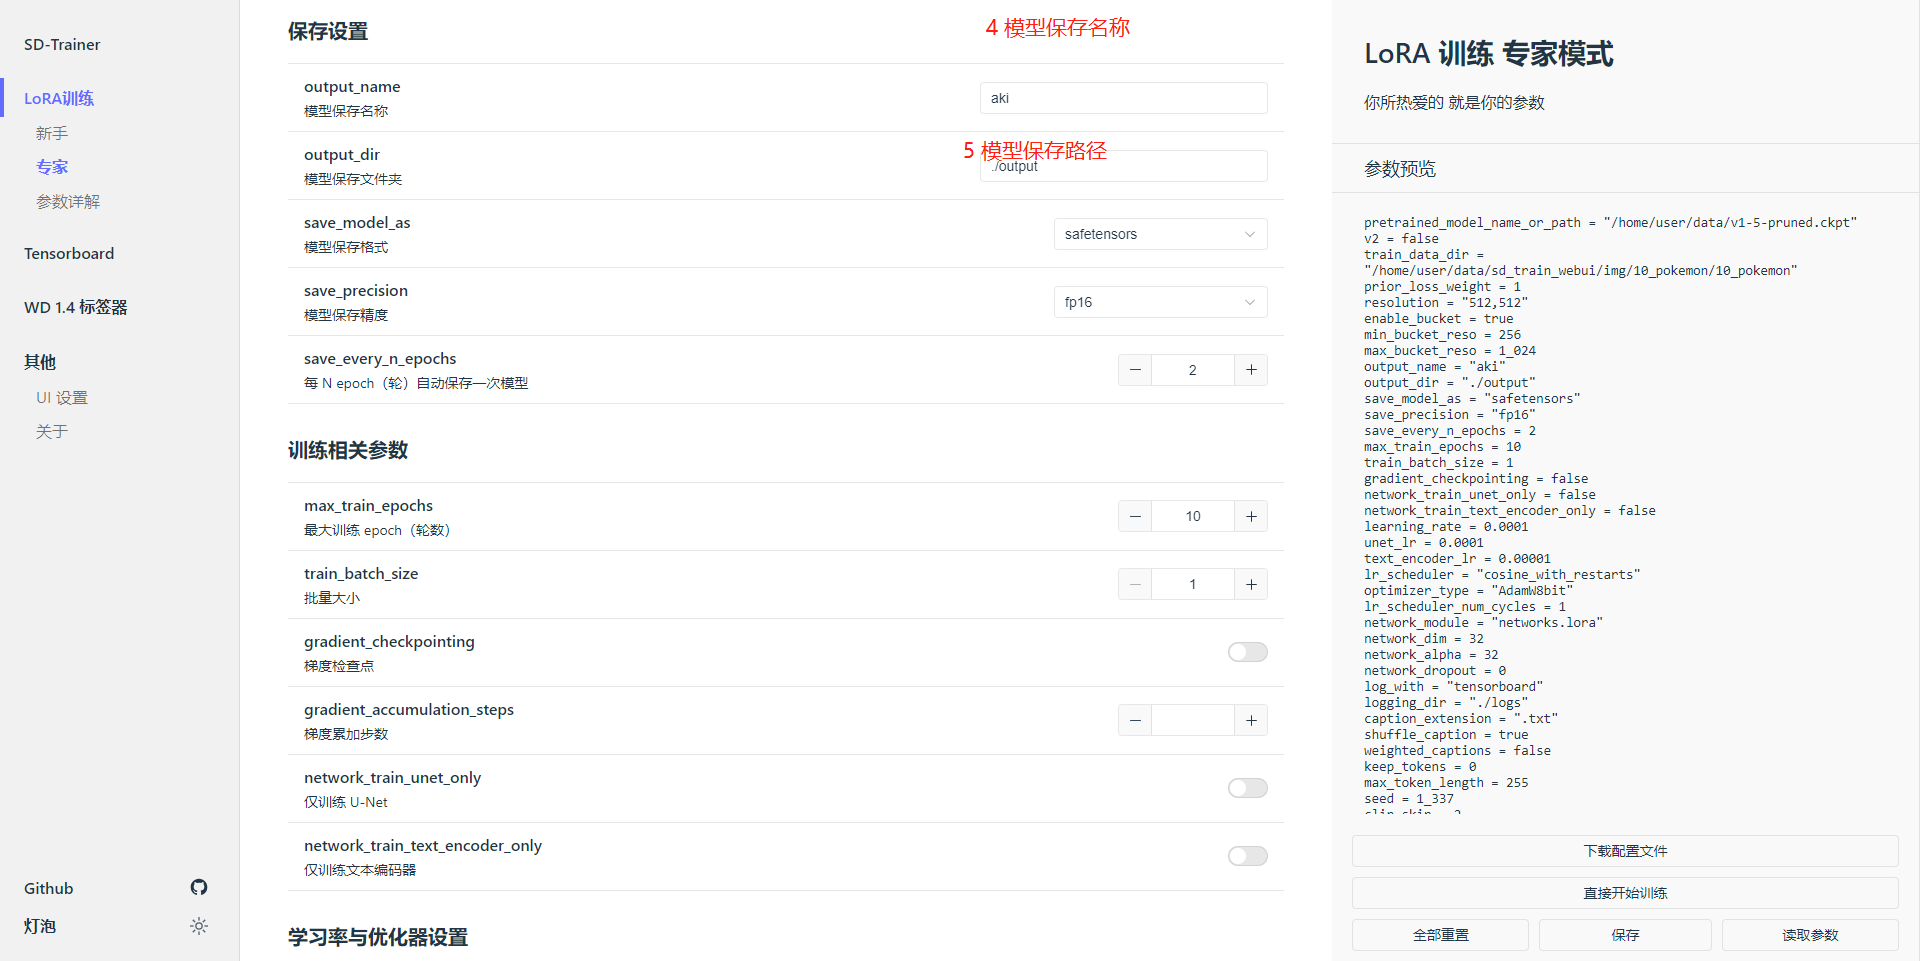 SD-Trainer
LoRA训练
新手
专家
参数详解
Tensorboard
WD 1.4 标签器
其他
UI 设置
关于
Github
灯泡
保存设置
4 模型保存名称
output_name
模型保存名称
aki
output_dir
模型保存文件夹
5 模型保存路径
./output
save_model_as
模型保存格式
safetensors
save_precision
模型保存精度
fp16
save_every_n_epochs
每 N epoch（轮）自动保存一次模型
2
训练相关参数
max_train_epochs
最大训练 epoch（轮数）
10
train_batch_size
批量大小
1
gradient_checkpointing
梯度检查点
gradient_accumulation_steps
梯度累加步数
network_train_unet_only
仅训练 U-Net
network_train_text_encoder_only
仅训练文本编码器
学习率与优化器设置
LoRA 训练 专家模式
你所热爱的 就是你的参数
参数预览
pretrained_model_name_or_path = "/home/user/data/v1-5-pruned.ckpt"
v2 = false
train_data_dir =
"/home/user/data/sd_train_webui/img/10_pokemon/10_pokemon"
prior_loss_weight = 1
resolution = "512,512"
enable_bucket = true
min_bucket_reso = 256
max_bucket_reso = 1_024
output_name = "aki"
output_dir = "./output"
save_model_as = "safetensors"
save_precision = "fp16"
save_every_n_epochs = 2
max_train_epochs = 10
train_batch_size = 1
gradient_checkpointing = false
network_train_unet_only = false
network_train_text_encoder_only = false
learning_rate = 0.0001
unet_lr = 0.0001
text_encoder_lr = 0.00001
lr_scheduler = "cosine_with_restarts"
optimizer_type = "AdamW8bit"
lr_scheduler_num_cycles = 1
network_module = "networks.lora"
network_dim = 32
network_alpha = 32
network_dropout = 0
log_with = "tensorboard"
logging_dir = "./logs"
caption_extension = ".txt"
shuffle_caption = true
weighted_captions = false
keep_tokens = 0
max_token_length = 255
seed = 1_337
clip_skip = 2
下载配置文件
直接开始训练
全部重置
保存
读取参数